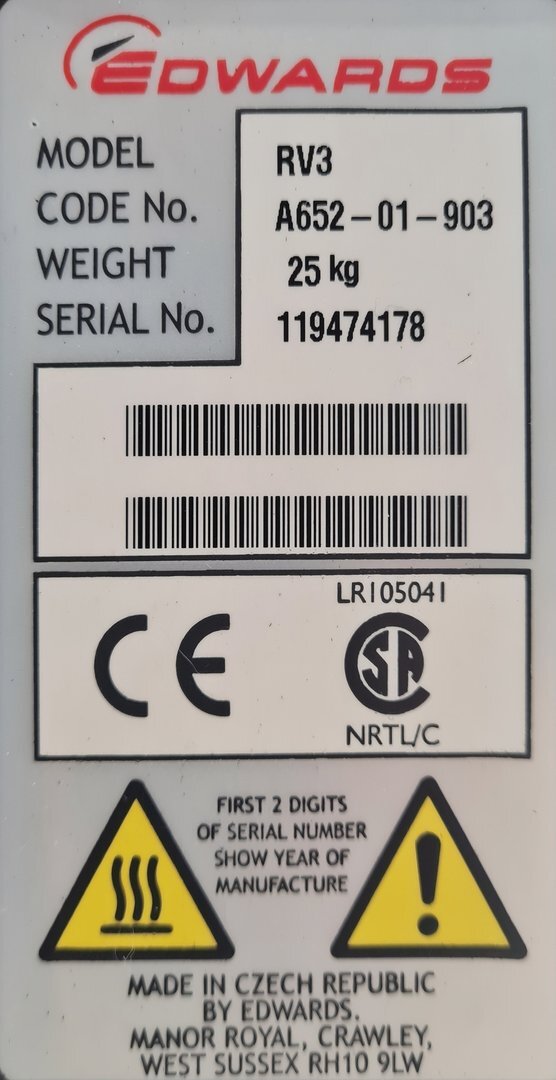 EDWARDS
MODEL RV3
CODE No. A652-01-903
WEIGHT 25 kg
SERIAL No. 119474178
CE LR105041
SA
NRTL/C
FIRST 2 DIGITS
OF SERIAL NUMBER
SHOW YEAR OF
MANUFACTURE
MADE IN CZECH REPUBLIC
BY EDWARDS.
MANOR ROYAL, CRAWLEY,
WEST SUSSEX RH10 9LW